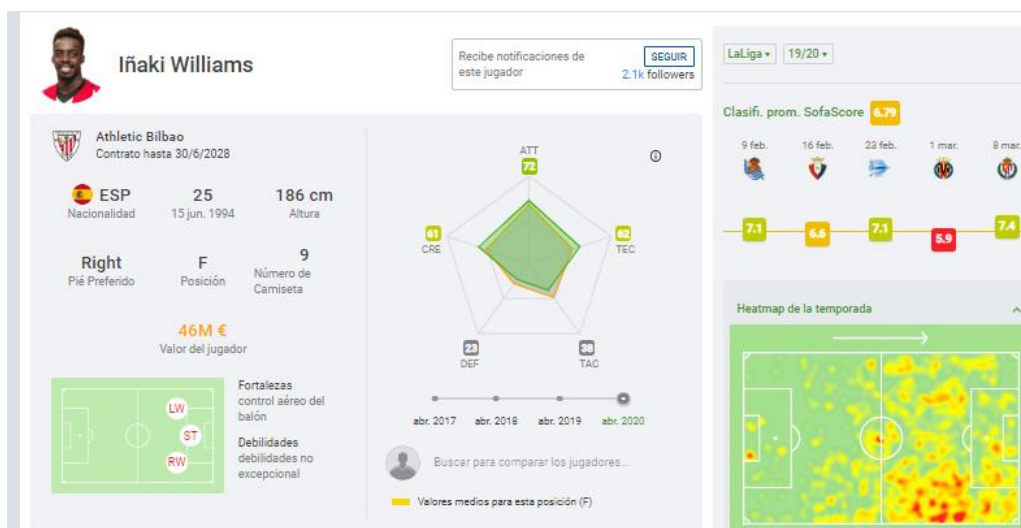 Iñaki Williams
Recibe notificaciones de
este jugador
SEGUIR
2.1k followers
Athletic Bilbao
Contrato hasta 30/6/2028
ESP
Nacionalidad
25
15 jun. 1994
186 cm
Altura
Right
Pié Preferido
F
Posición
9
Número de
Camiseta
46M €
Valor del jugador
LW
ST
RW
Fortalezas
control aéreo del
balón
Debilidades
debilidades no
excepcional
ATT
72
61
CRE
62
TEC
23
DEF
38
TAC
abr. 2017 abr. 2018 abr. 2019 abr. 2020
Buscar para comparar los jugadores...
Valores medios para esta posición (F)
LaLiga 19/20
Clasifi. prom. SofaScore 6.79
9 feb. 16 feb. 23 feb. 1 mar. 8 mar.
7.1 6.6 7.1 5.9 7.4
Heatmap de la temporada